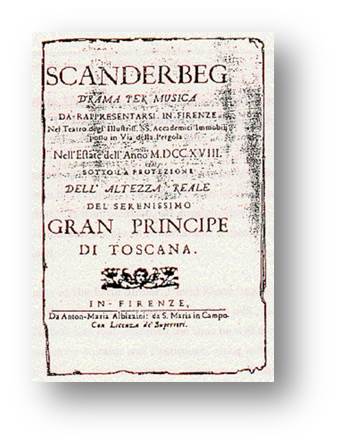 SCANDERBEG
DRAMA PER MUSICA
DA RAPPRESENTARSI IN FIRENZE
Nel Teatro degl' Illustriss. SS. Accademici Immobili
posto in Via della Pergola
Nell'Estate dell'Anno M.DCCXVIII.
SOTTO LA PROTEZIONE
DELL' ALTEZZA REALE
DEL SERENISSIMO
GRAN PRINCIPE
DI TOSCANA.
IN FIRENZE,
Da Anton-Maria Albizzini: da S. Maria in Campo
Con Licenza de' Superiori.